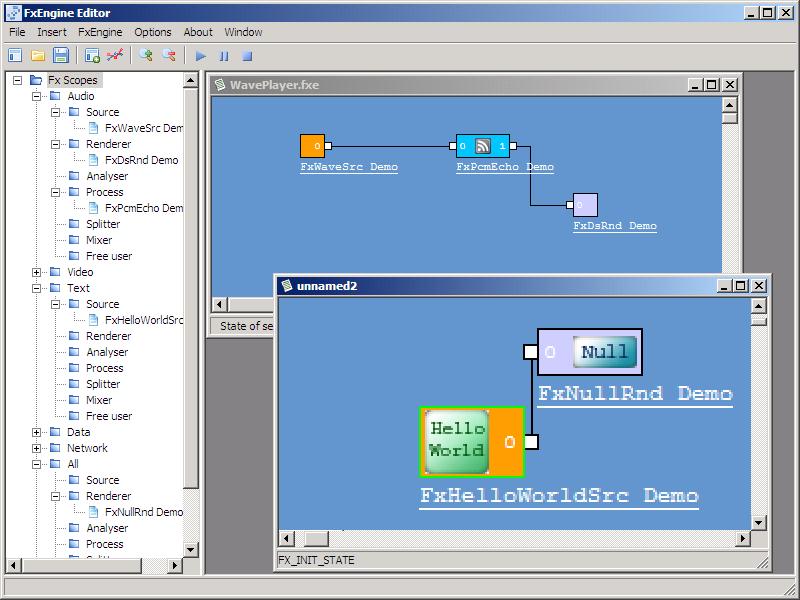 FxEngine Editor
File Insert FxEngine Options About Window
Fx Scopes
Audio
Source
FxWaveSrc Dem
Renderer
FxDsRnd Demo
Analyser
Process
FxPcmEcho Dem
Splitter
Mixer
Free user
Video
Text
Source
FxHelloWorldSrc
Renderer
Analyser
Process
Splitter
Mixer
Free user
Data
Network
All
Source
Renderer
FxNullRnd Demo
Analyser
Process
WavePlayer.fxe
0 0 1
FxWaveSrc Demo FxPcmEcho Demo
0
FxDsRnd Demo
State of se
unnamed2
0 Null
FxNullRnd Demo
Hello
World 0
FxHelloWorldSrc Demo
FX_INIT_STATE